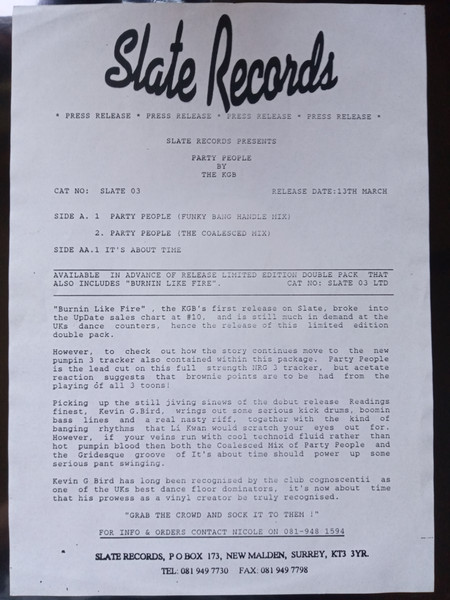 Slate Records
* PRESS RELEASE * PRESS RELEASE * PRESS RELEASE * PRESS RELEASE *
SLATE RECORDS PRESENTS
PARTY PEOPLE
BY
THE KGB
CAT NO: SLATE 03 RELEASE DATE:13TH MARCH
SIDE A. 1 PARTY PEOPLE (FUNKY BANG HANDLE MIX)
2. PARTY PEOPLE (THE COALESCED MIX)
SIDE AA.1 IT'S ABOUT TIME
AVAILABLE IN ADVANCE OF RELEASE LIMITED EDITION DOUBLE PACK THAT
ALSO INCLUDES "BURNIN LIKE FIRE". CAT NO: SLATE 03 LTD
"Burnin Like Fire" , the KGB's first release on Slate, broke into
the UpDate sales chart at #10, and is still much in demand at the
UKs dance counters, hence the release of this limited edition
double pack.
However, to check out how the story continues move to the new
pumpin 3 tracker also contained within this package. Party People
is the lead cut on this full strength NRG 3 tracker, but acetate
reaction suggests that brownie points are to be had from the
playing of all 3 toons!
Picking up the still jiving sinews of the debut release Readings
finest, Kevin G.Bird, wrings out some serious kick drums, boomin
bass lines and a real nasty riff, together with the kind of
banging rhythms that Li Kwan would scratch your eyes out for.
However, if your veins run with cool technoid fluid rather than
hot pumpin blood then both the Coalesced Mix of Party People and
the Gridesque groove of It's about time should power up some
serious pant swinging.
Kevin G Bird has long been recognised by the club cognoscentii as
one of the UKs best dance floor dominators, it's now about time
that his prowess as a vinyl creator be truly recognised.
"GRAB THE CROWD AND SOCK IT TO THEM !"
FOR INFO & ORDERS CONTACT NICOLE ON 081-948 1594
SLATE RECORDS, P O BOX 173, NEW MALDEN, SURREY, KT3 3YR.
TEL: 081 949 7730 FAX: 081 949 7798